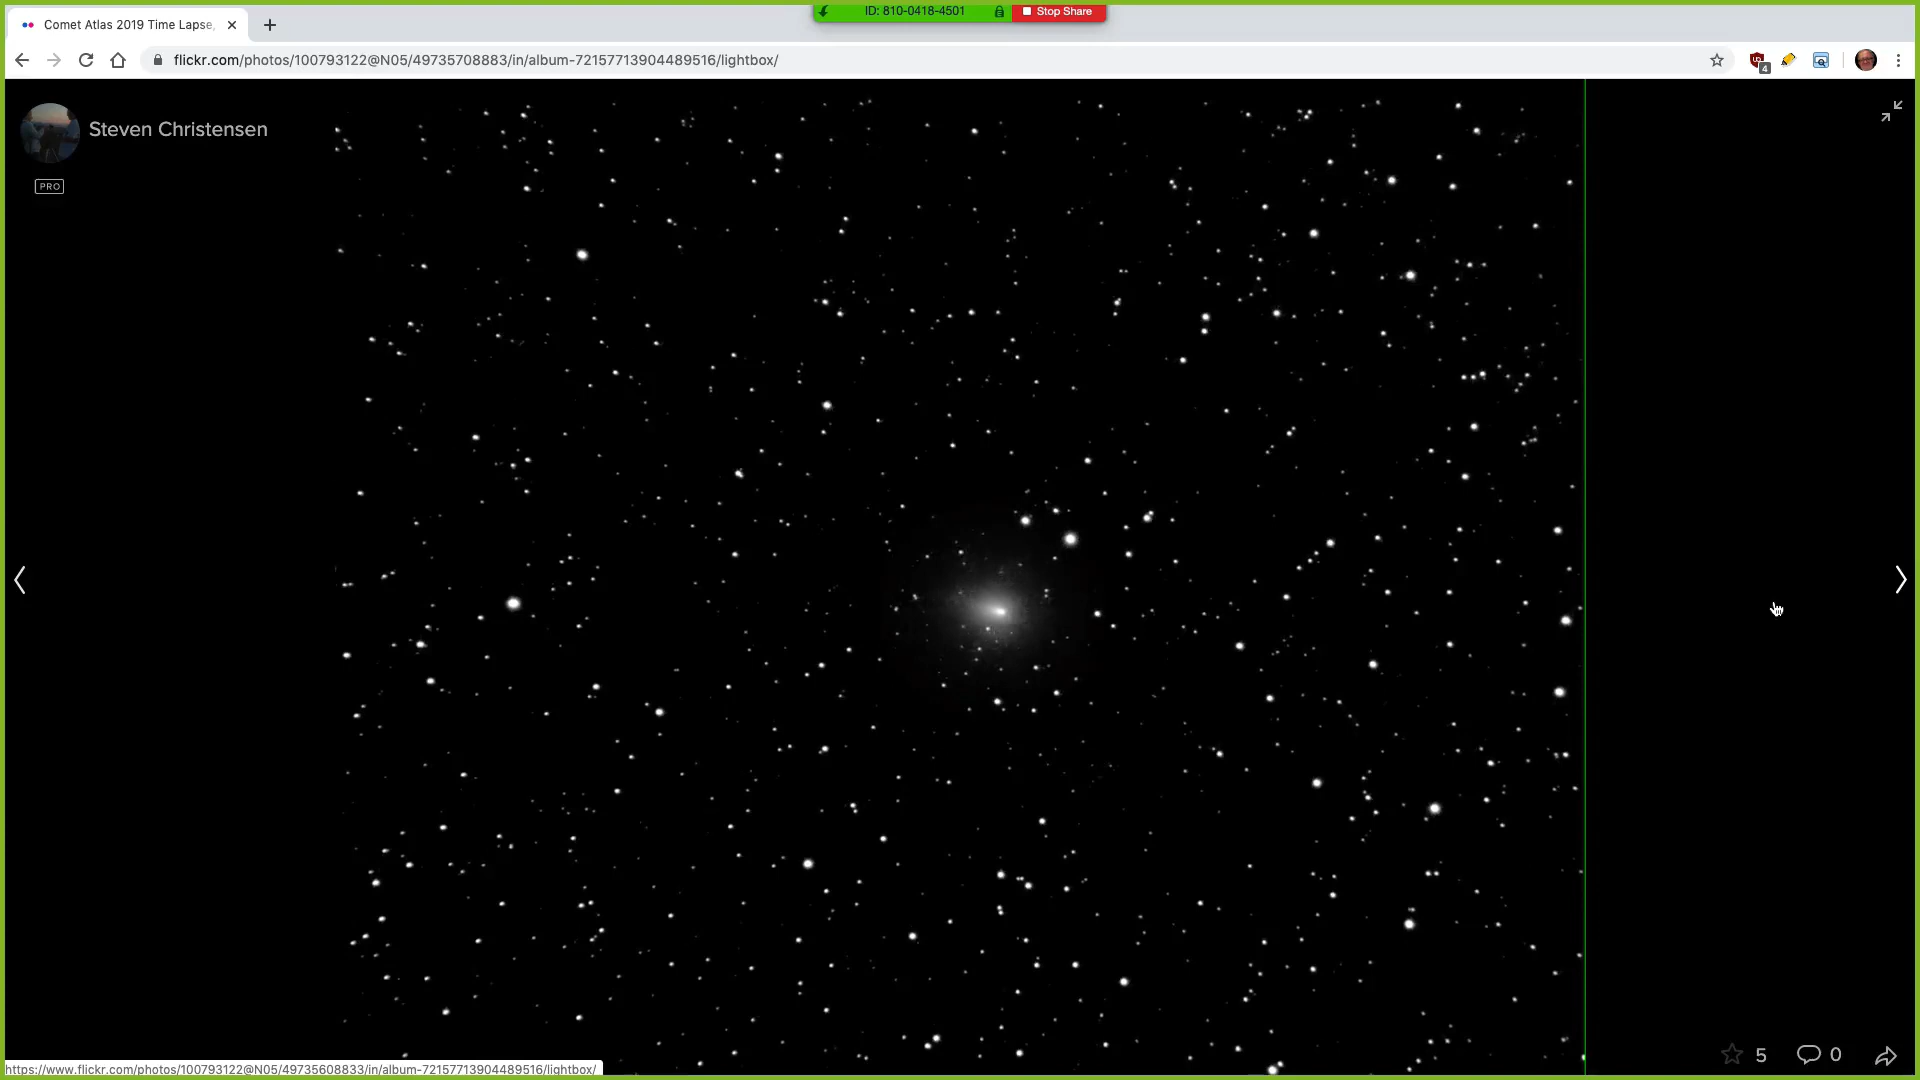 ID: 810-0418-4501
Stop Share
Comet Atlas 2019 Time Lapse,
flickr.com/photos/100793122@N05/49735708883/in/album-72157713904489516/lightbox/
4
Steven Christensen
PRO
5
0
https://www.flickr.com/photos/100793122@N05/49735608833/in/album-72157713904489516/lightbox/